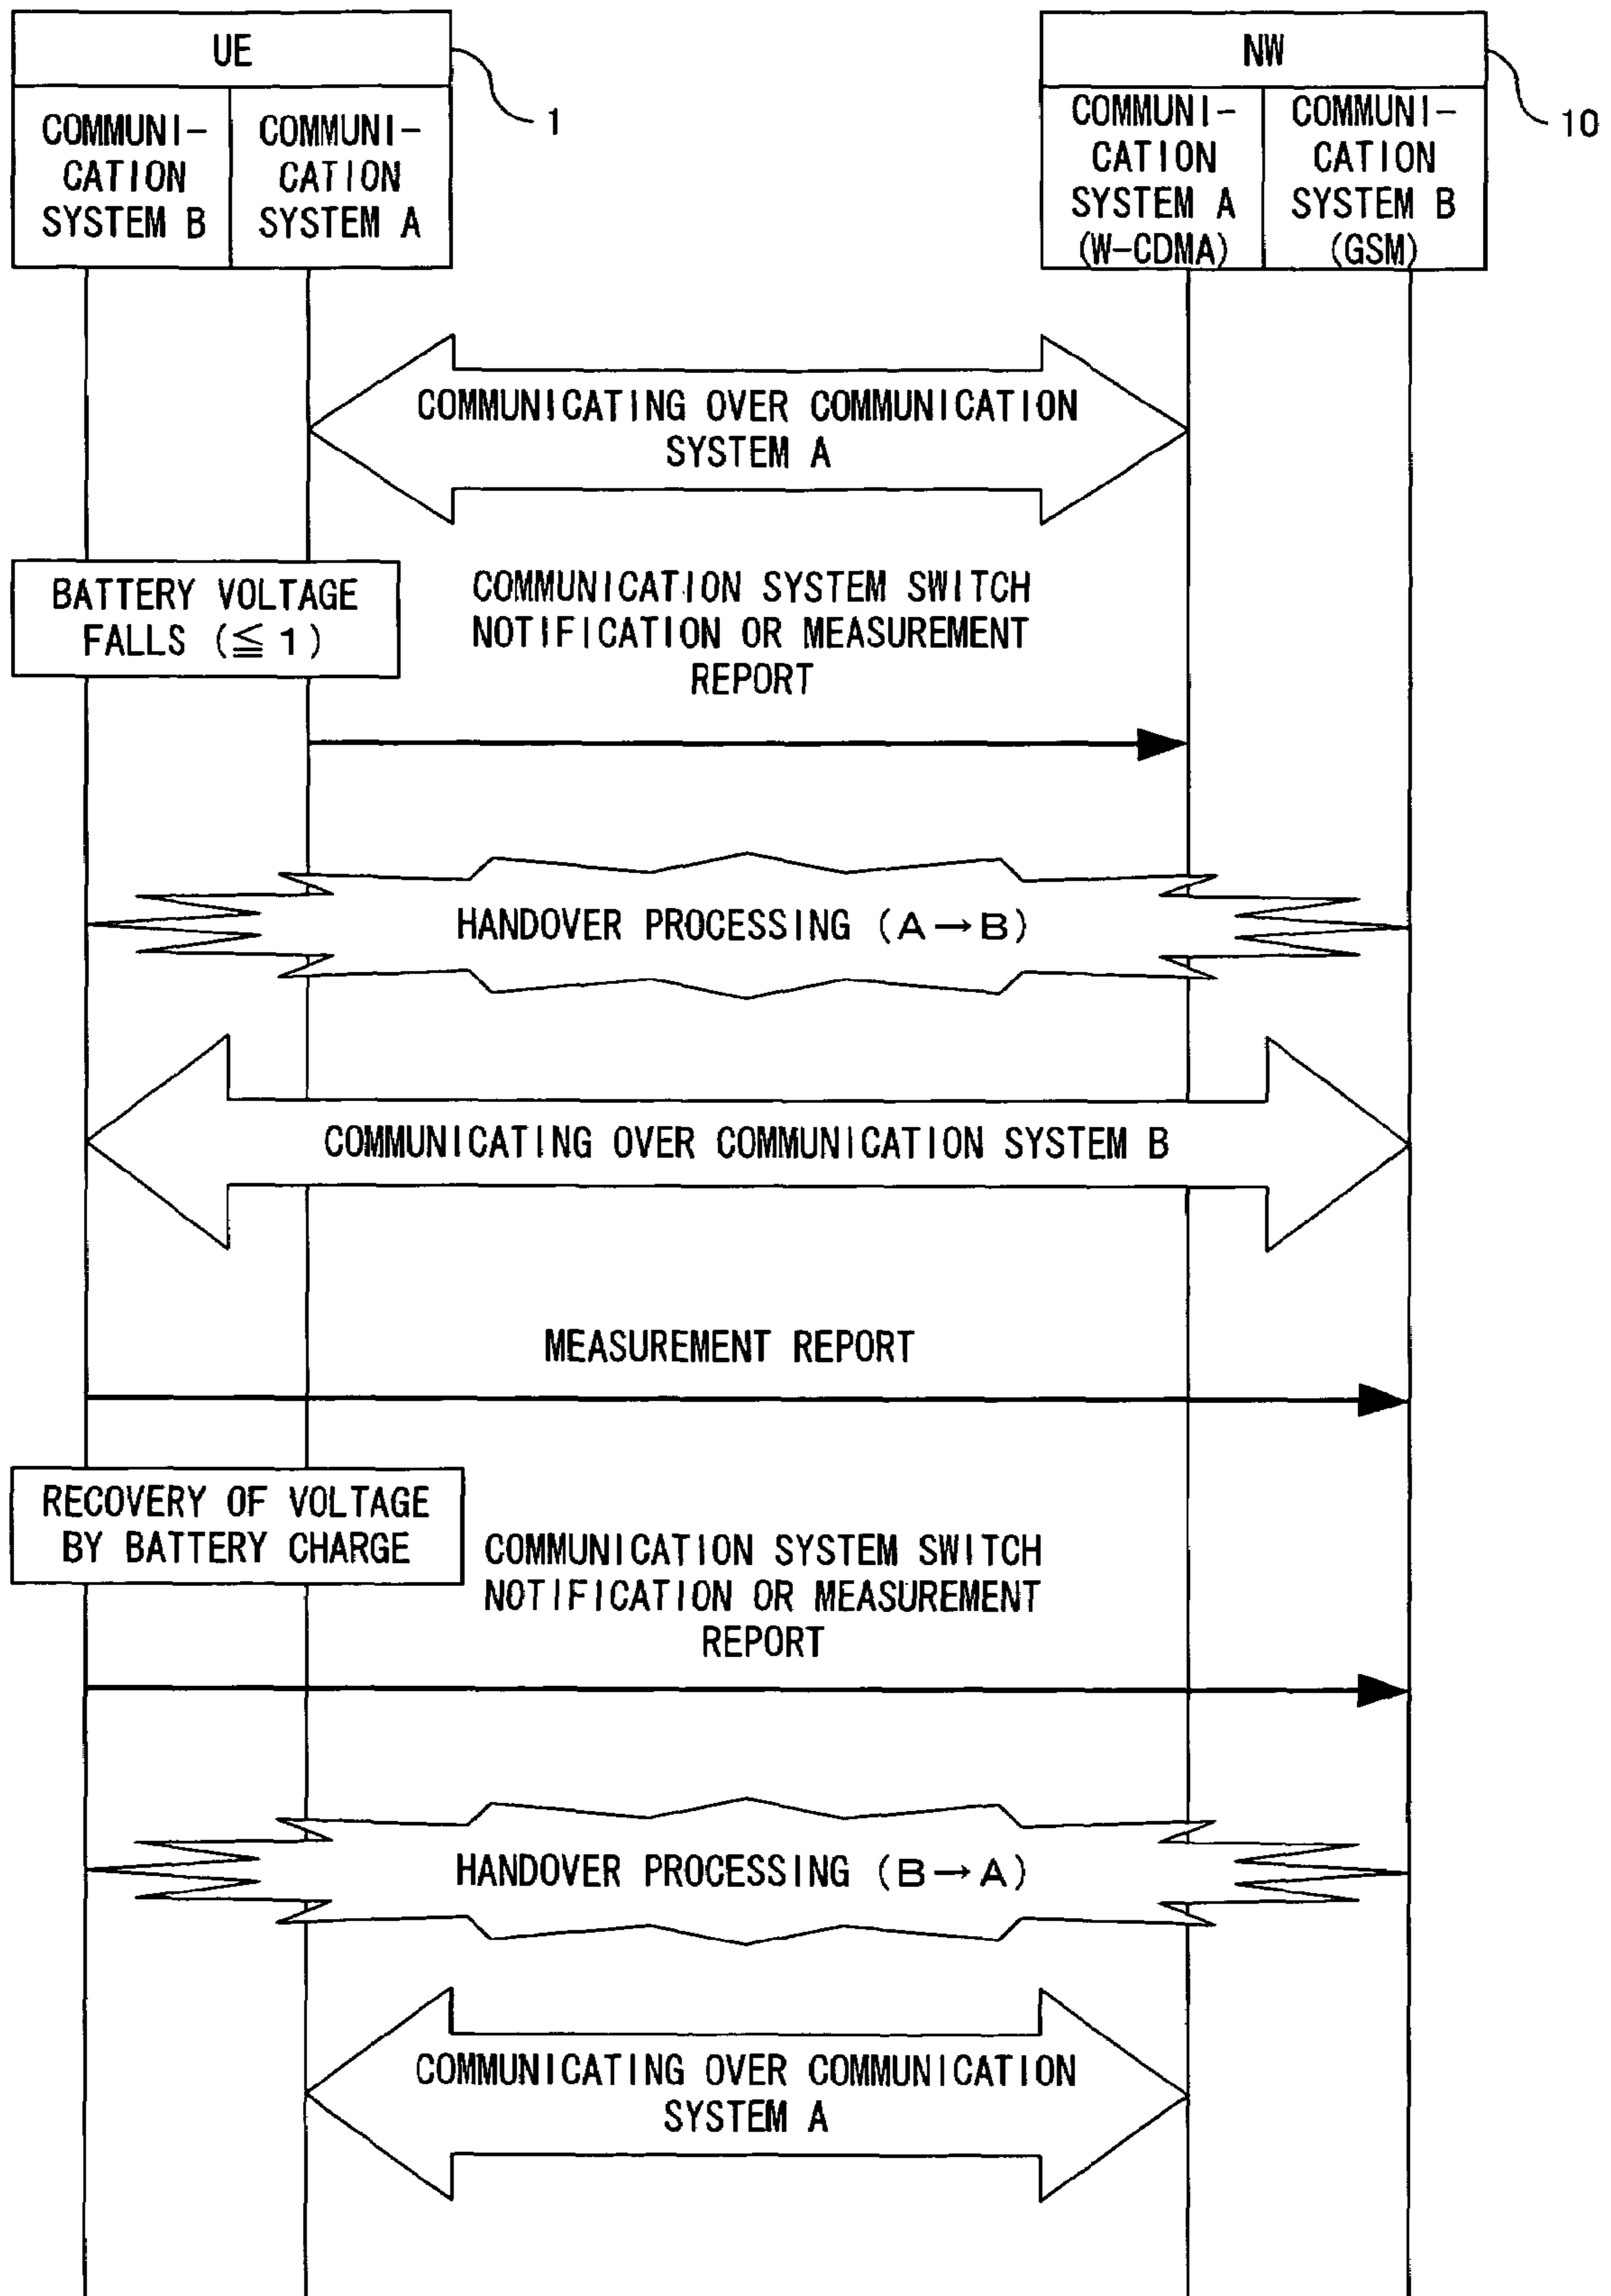 UE
1
COMMUNI-
CATION
SYSTEM B
COMMUNI-
CATION
SYSTEM A
NW
10
COMMUNI-
CATION
SYSTEM A
(W-CDMA)
COMMUNI-
CATION
SYSTEM B
(GSM)
COMMUNICATING OVER COMMUNICATION
SYSTEM A
BATTERY VOLTAGE
FALLS (≦ 1)
COMMUNICATION SYSTEM SWITCH
NOTIFICATION OR MEASUREMENT
REPORT
HANDOVER PROCESSING (A→B)
COMMUNICATING OVER COMMUNICATION SYSTEM B
MEASUREMENT REPORT
RECOVERY OF VOLTAGE
BY BATTERY CHARGE
COMMUNICATION SYSTEM SWITCH
NOTIFICATION OR MEASUREMENT
REPORT
HANDOVER PROCESSING (B→A)
COMMUNICATING OVER COMMUNICATION
SYSTEM A